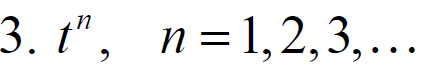 3. tⁿ, n = 1, 2, 3, …